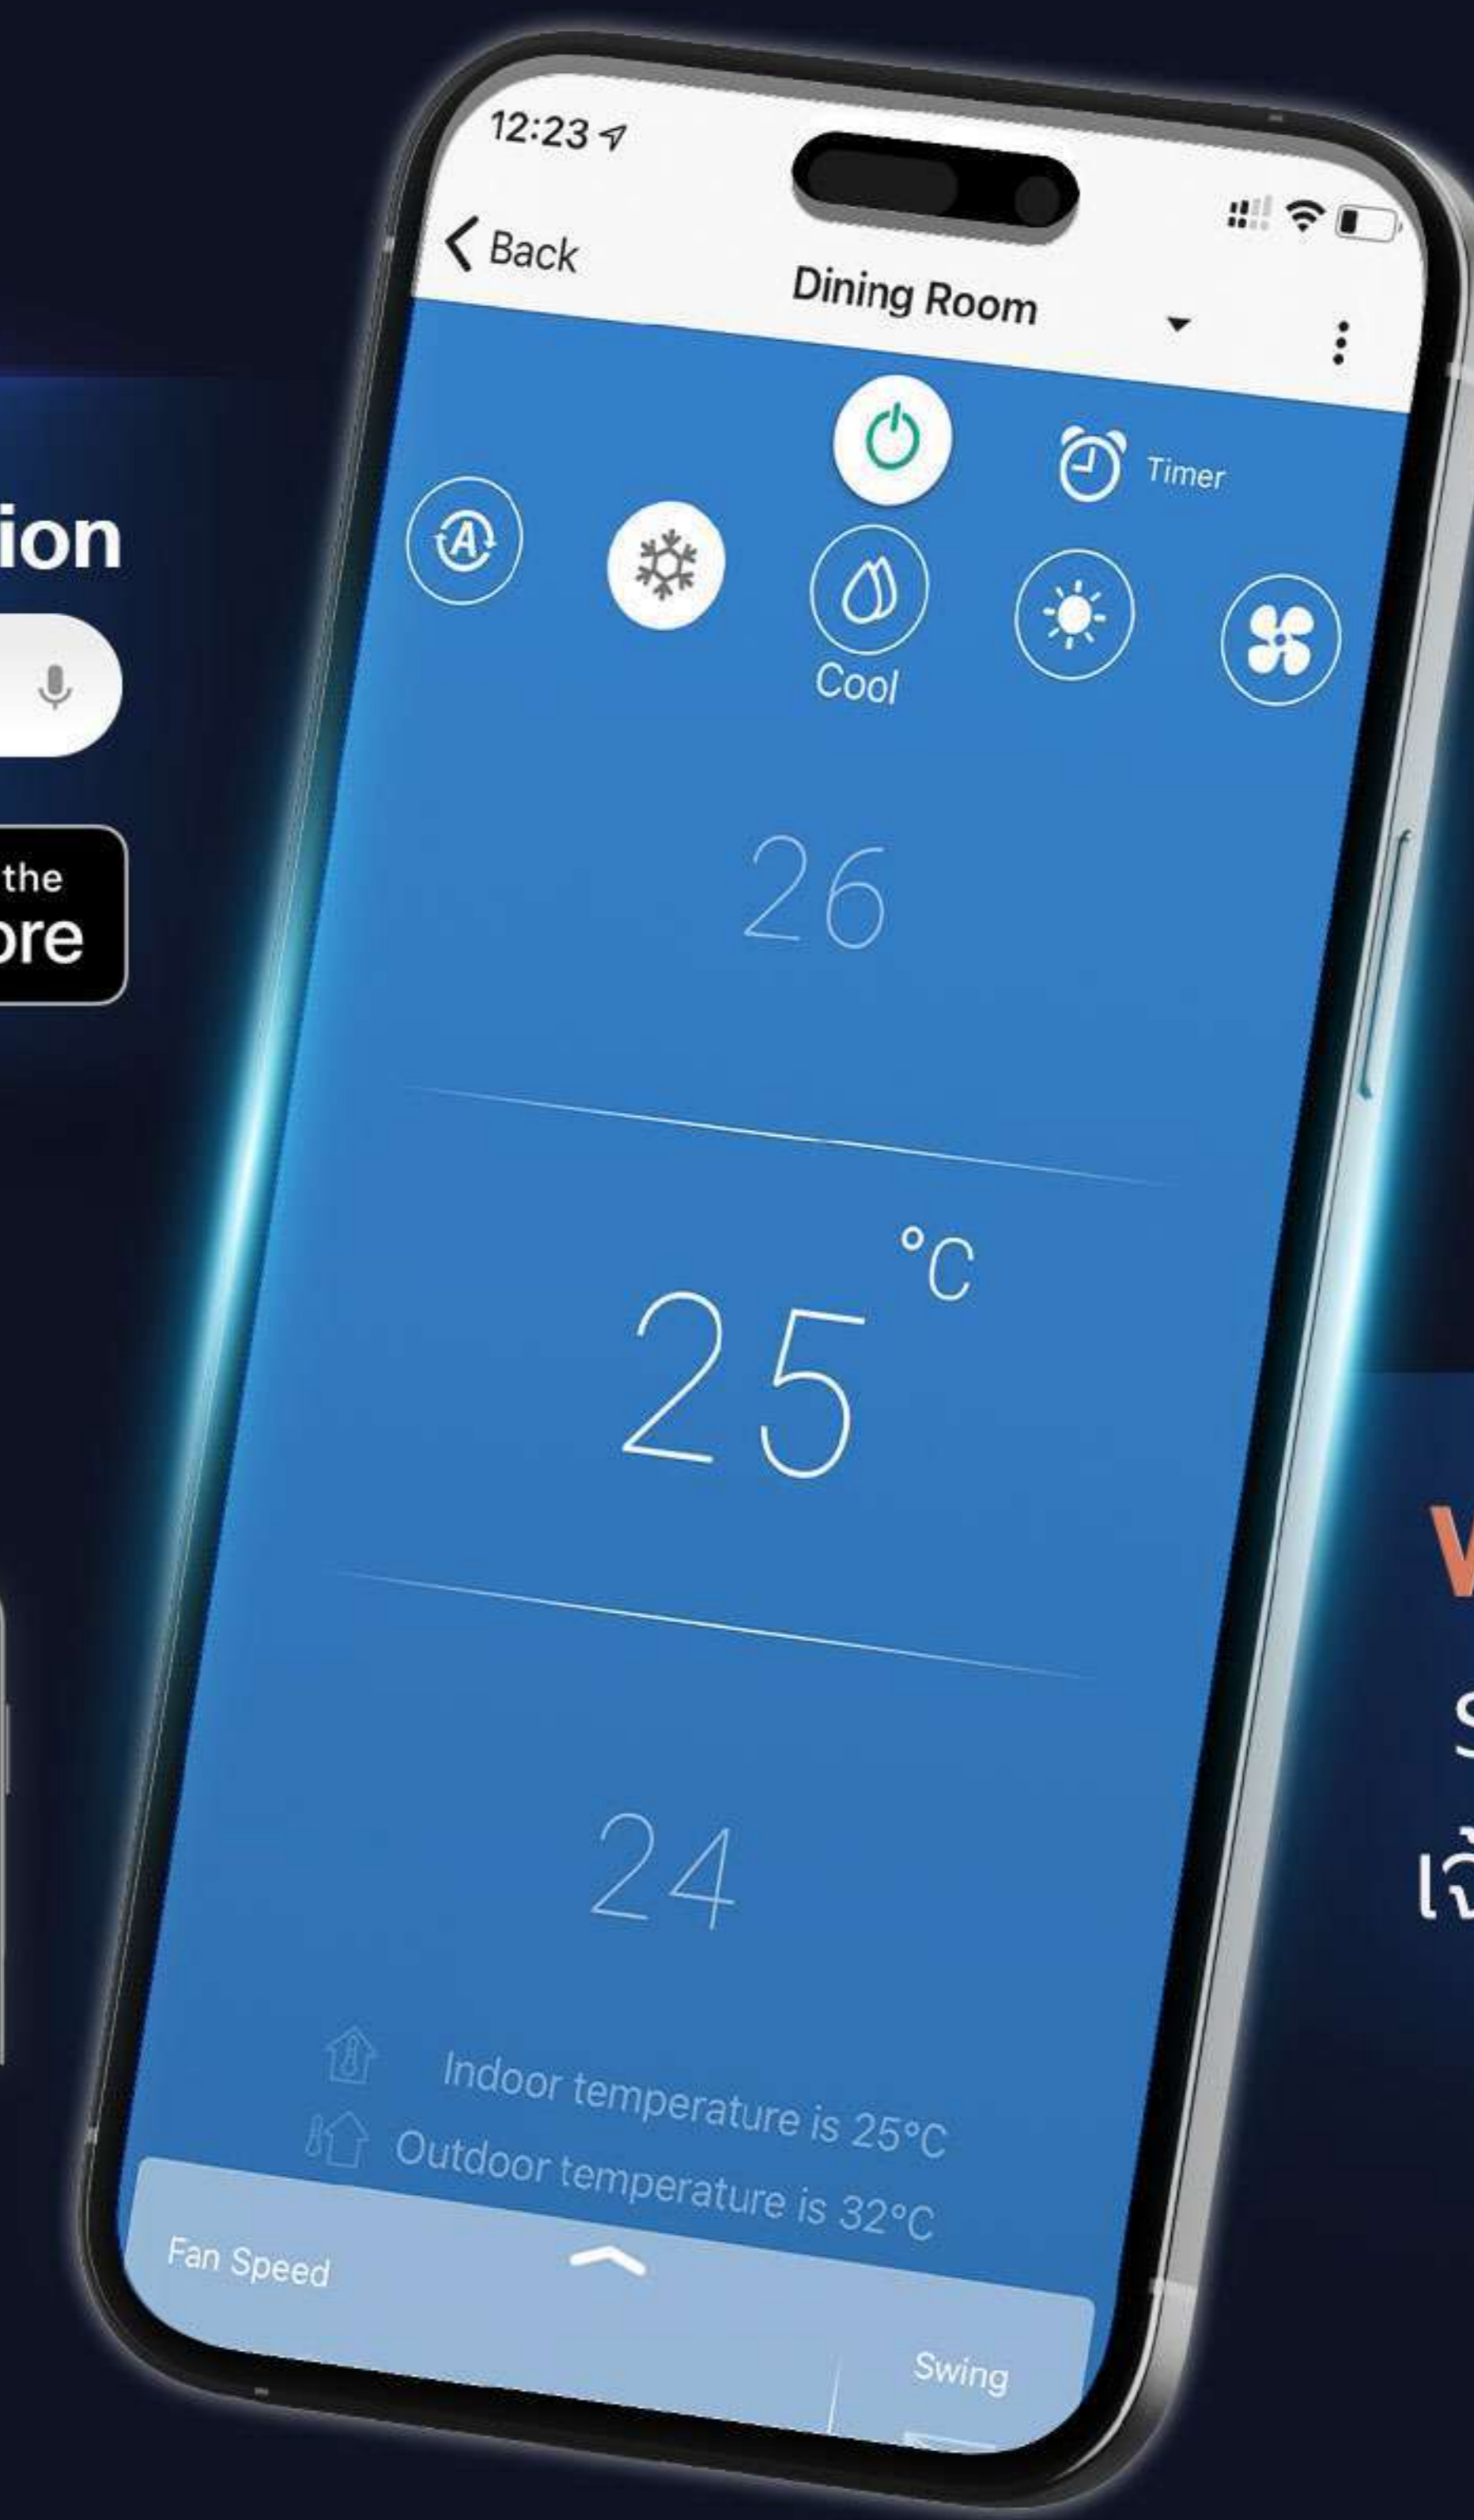 12:23
Back
Dining Room
Timer
A
Cool
26
25 °C
24
Indoor temperature is 25°C
Outdoor temperature is 32°C
Fan Speed
Swing
ion
the
ore